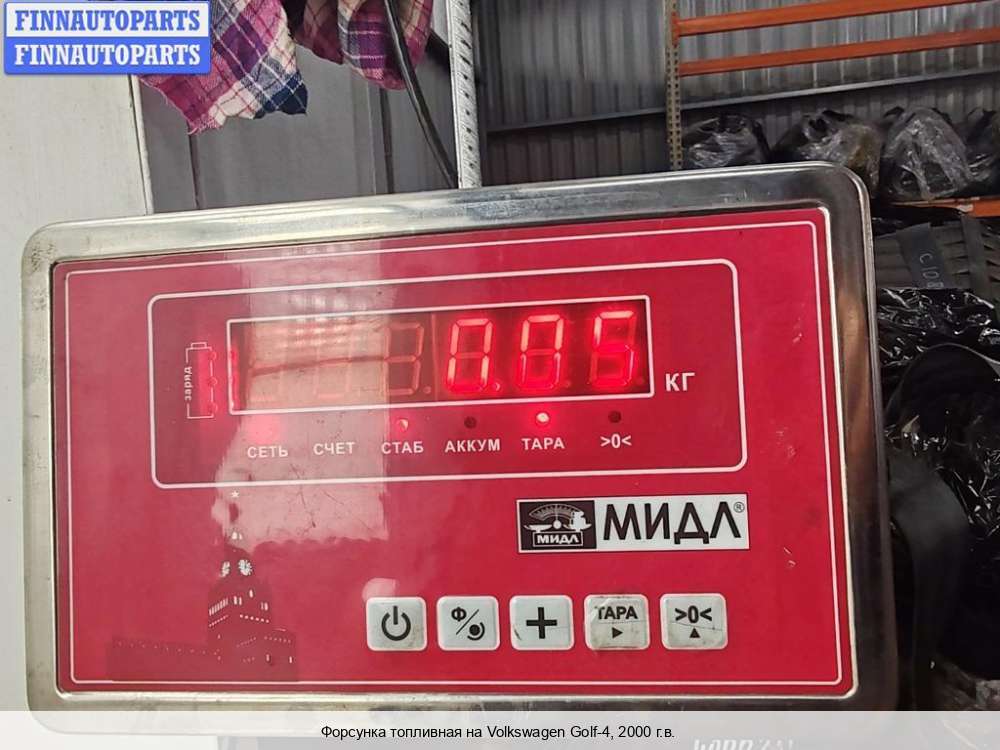 FINNAUTOPARTS
FINNAUTOPARTS
заряд
0.05 КГ
СЕТЬ СЧЕТ СТАБ АККУМ ТАРА >0<
МИДЛ МИДЛ®
Ф/ + ТАРА >0<
Форсунка топливная на Volkswagen Golf-4, 2000 г.в.